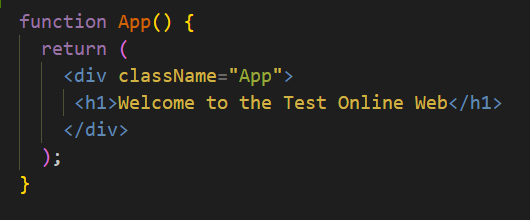 function App() {
return (
<div className="App">
<h1>Welcome to the Test Online Web</h1>
</div>
);
}